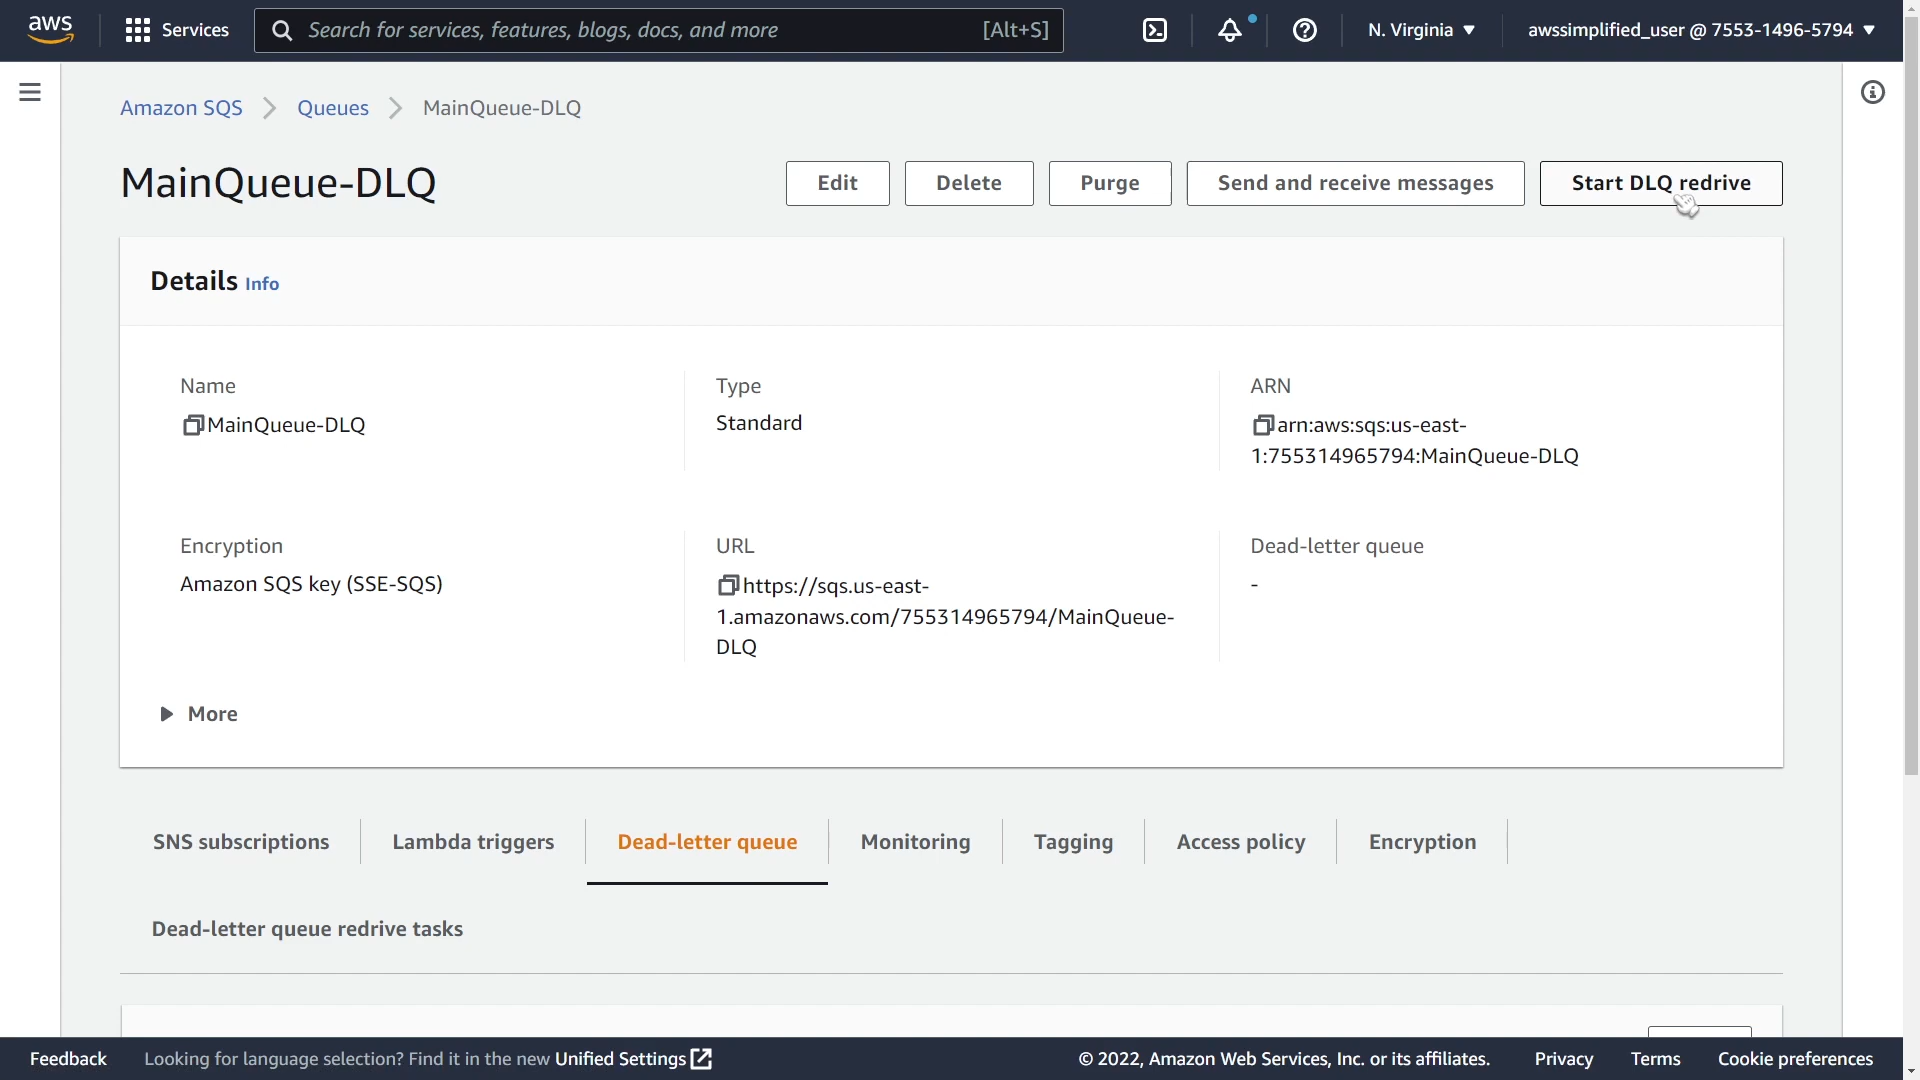 aws Services Search for services, features, blogs, docs, and more [Alt+S] N. Virginia awssimplified_user @ 7553-1496-5794
Amazon SQS Queues MainQueue-DLQ
MainQueue-DLQ Edit Delete Purge Send and receive messages Start DLQ redrive
Details Info
Name Type ARN
MainQueue-DLQ Standard arn:aws:sqs:us-east-
1:755314965794:MainQueue-DLQ
Encryption URL Dead-letter queue
Amazon SQS key (SSE-SQS) https://sqs.us-east- -
1.amazonaws.com/755314965794/MainQueue-
DLQ
More
SNS subscriptions Lambda triggers Dead-letter queue Monitoring Tagging Access policy Encryption
Dead-letter queue redrive tasks
Feedback Looking for language selection? Find it in the new Unified Settings © 2022, Amazon Web Services, Inc. or its affiliates. Privacy Terms Cookie preferences